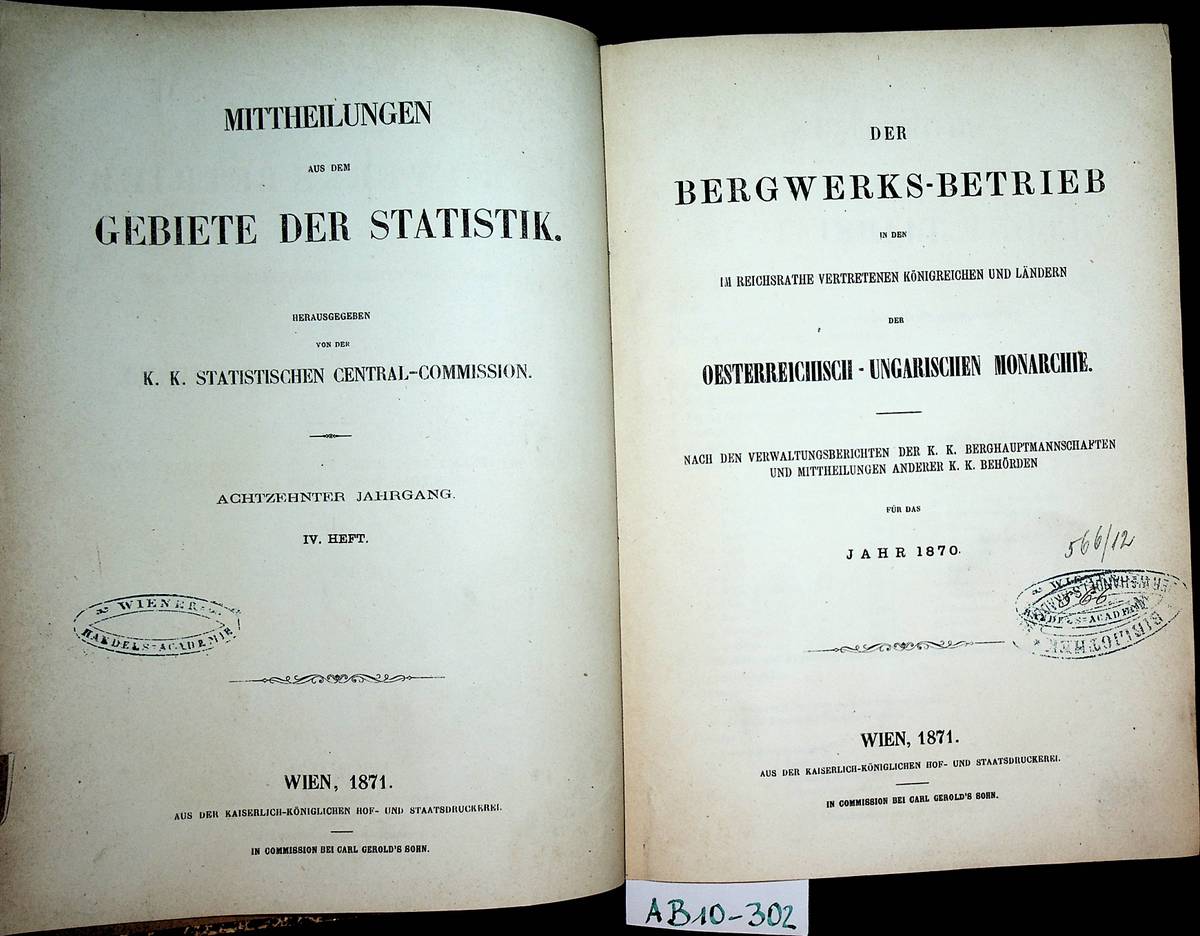 MITTHEILUNGEN
AUS DEM
GEBIETE DER STATISTIK.
HERAUSGEGEBEN
VON DER
K. K. STATISTISCHEN CENTRAL-COMMISSION.
ACHTZEHNTER JAHRGANG.
IV. HEFT.
WIENER
HANDELS-ACADEMIE
WIEN, 1871.
AUS DER KAISERLICH-KÖNIGLICHEN HOF- UND STAATSDRUCKEREI.
IN COMMISSION BEI CARL GEROLD'S SOHN.
DER
BERGWERKS-BETRIEB
IN DEN
IM REICHSRATHE VERTRETENEN KÖNIGREICHEN UND LÄNDERN
DER
OESTERREICHISCH-UNGARISCHEN MONARCHIE.
NACH DEN VERWALTUNGSBERICHTEN DER K. K. BERGHAUPTMANNSCHAFTEN
UND MITTHEILUNGEN ANDERER K. K. BEHÖRDEN
FÜR DAS
JAHR 1870.
566/12
HANDELS-ACADEMIE
BIBLIOTHEK
WIEN, 1871.
AUS DER KAISERLICH-KÖNIGLICHEN HOF- UND STAATSDRUCKEREI.
IN COMMISSION BEI CARL GEROLD'S SOHN.
AB10-302